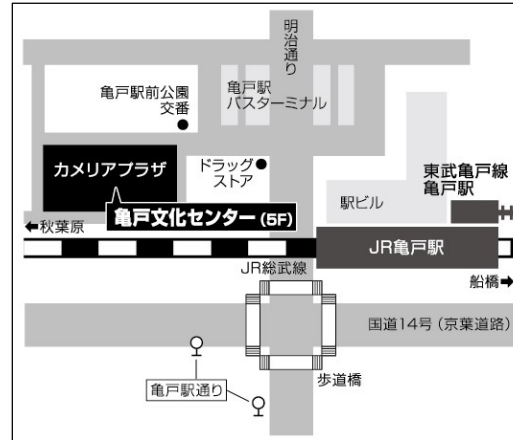 明治通り
亀戸駅前公園
交番
亀戸駅
バスターミナル
カメリアプラザ
ドラッグ
ストア
東武亀戸線
亀戸駅
駅ビル
亀戸文化センター(5F)
←秋葉原
JR亀戸駅
JR総武線
船橋→
国道14号(京葉道路)
歩道橋
亀戸駅通り